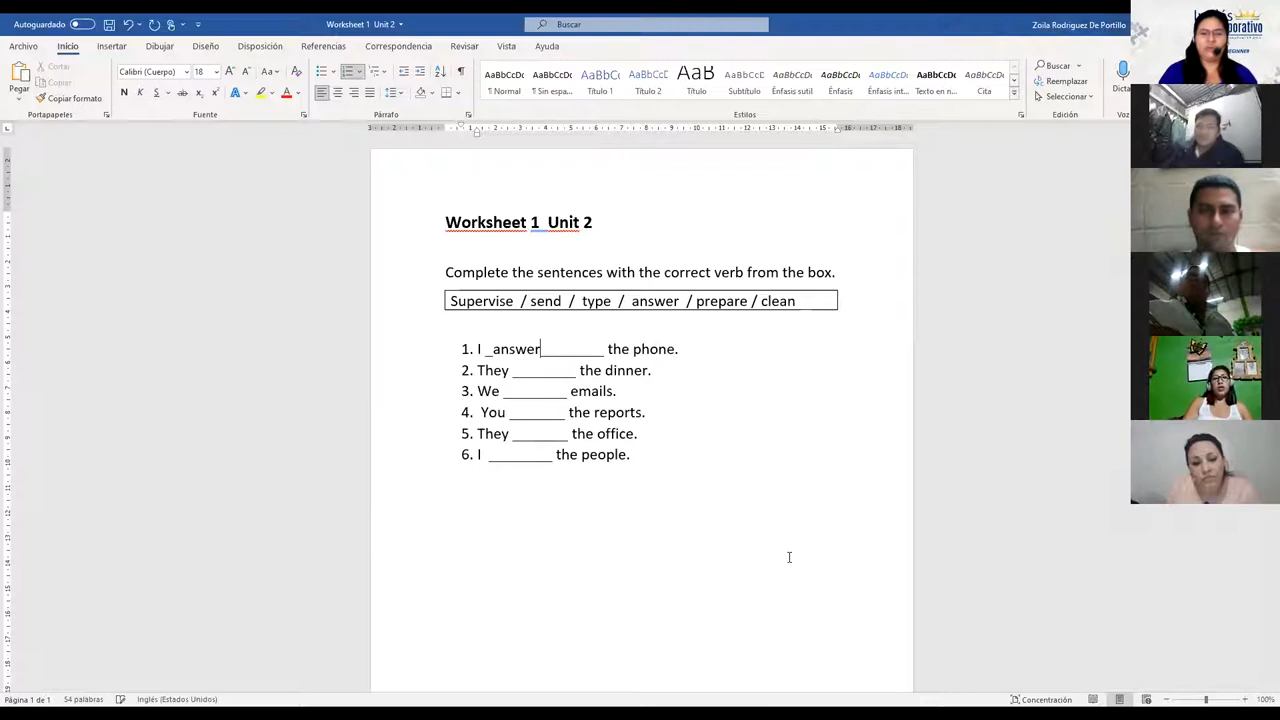 Autoguardado
Worksheet 1 Unit 2
Buscar
Zoila Rodriguez De Portillo
Archivo Inicio Insertar Dibujar Diseño Disposición Referencias Correspondencia Revisar Vista Ayuda
Pegar
Cortar
Copiar
Copiar formato
Portapapeles
Calibri (Cuerpo) 18
Fuente
Párrafo
AaBbCcDc AaBbCcDc AaBbCc AaBbCcD AaB AaBbCcD AaBbCcDc AaBbCcDc AaBbCcDc AaBbCcDc AaBbCcDc
¶ Normal ¶ Sin espa... Título 1 Título 2 Título Subtítulo Énfasis sutil Énfasis Énfasis int... Texto en n... Cita
Estilos
Buscar
Reemplazar
Seleccionar
Edición
Dicta
Voz
Worksheet 1 Unit 2
Complete the sentences with the correct verb from the box.
Supervise / send / type / answer / prepare / clean
1. I _answer________ the phone.
2. They ________ the dinner.
3. We ________ emails.
4. You _______ the reports.
5. They _______ the office.
6. I ________ the people.
Página 1 de 1 54 palabras Inglés (Estados Unidos)
Concentración
100%